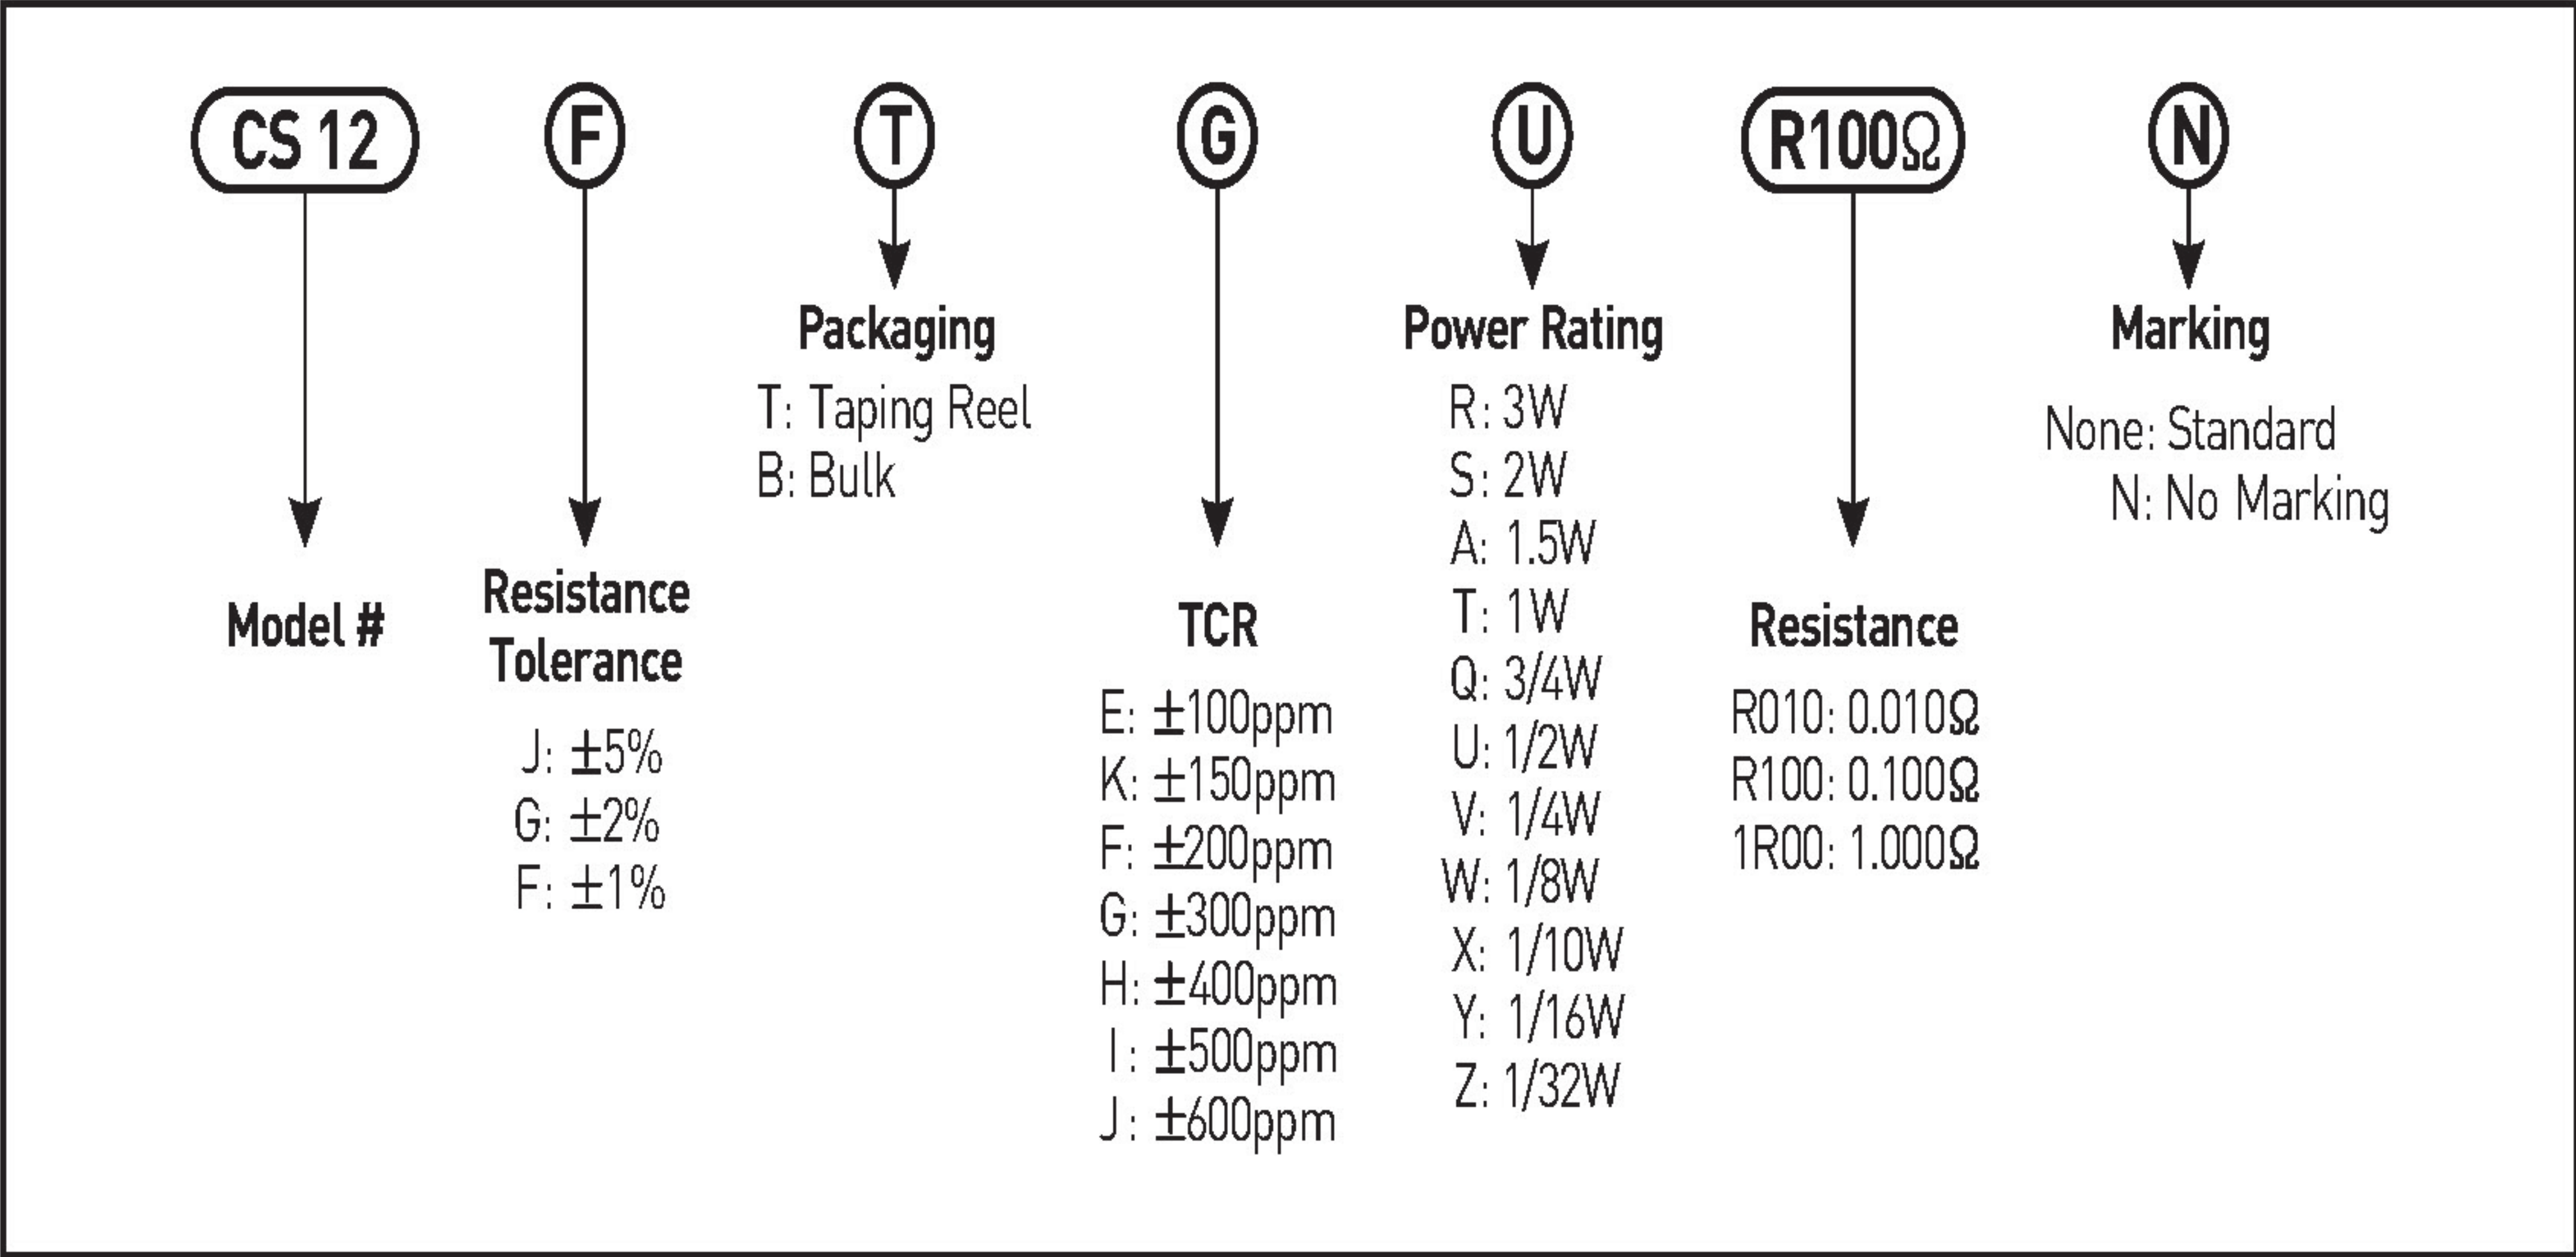 CS 12 F T G U R100Ω N
Packaging
T: Taping Reel
B: Bulk
Power Rating
R: 3W
S: 2W
A: 1.5W
T: 1W
Q: 3/4W
U: 1/2W
V: 1/4W
W: 1/8W
X: 1/10W
Y: 1/16W
Z: 1/32W
Marking
None: Standard
N: No Marking
Model #
Resistance
Tolerance
J: ±5%
G: ±2%
F: ±1%
TCR
E: ±100ppm
K: ±150ppm
F: ±200ppm
G: ±300ppm
H: ±400ppm
I: ±500ppm
J: ±600ppm
Resistance
R010: 0.010Ω
R100: 0.100Ω
1R00: 1.000Ω